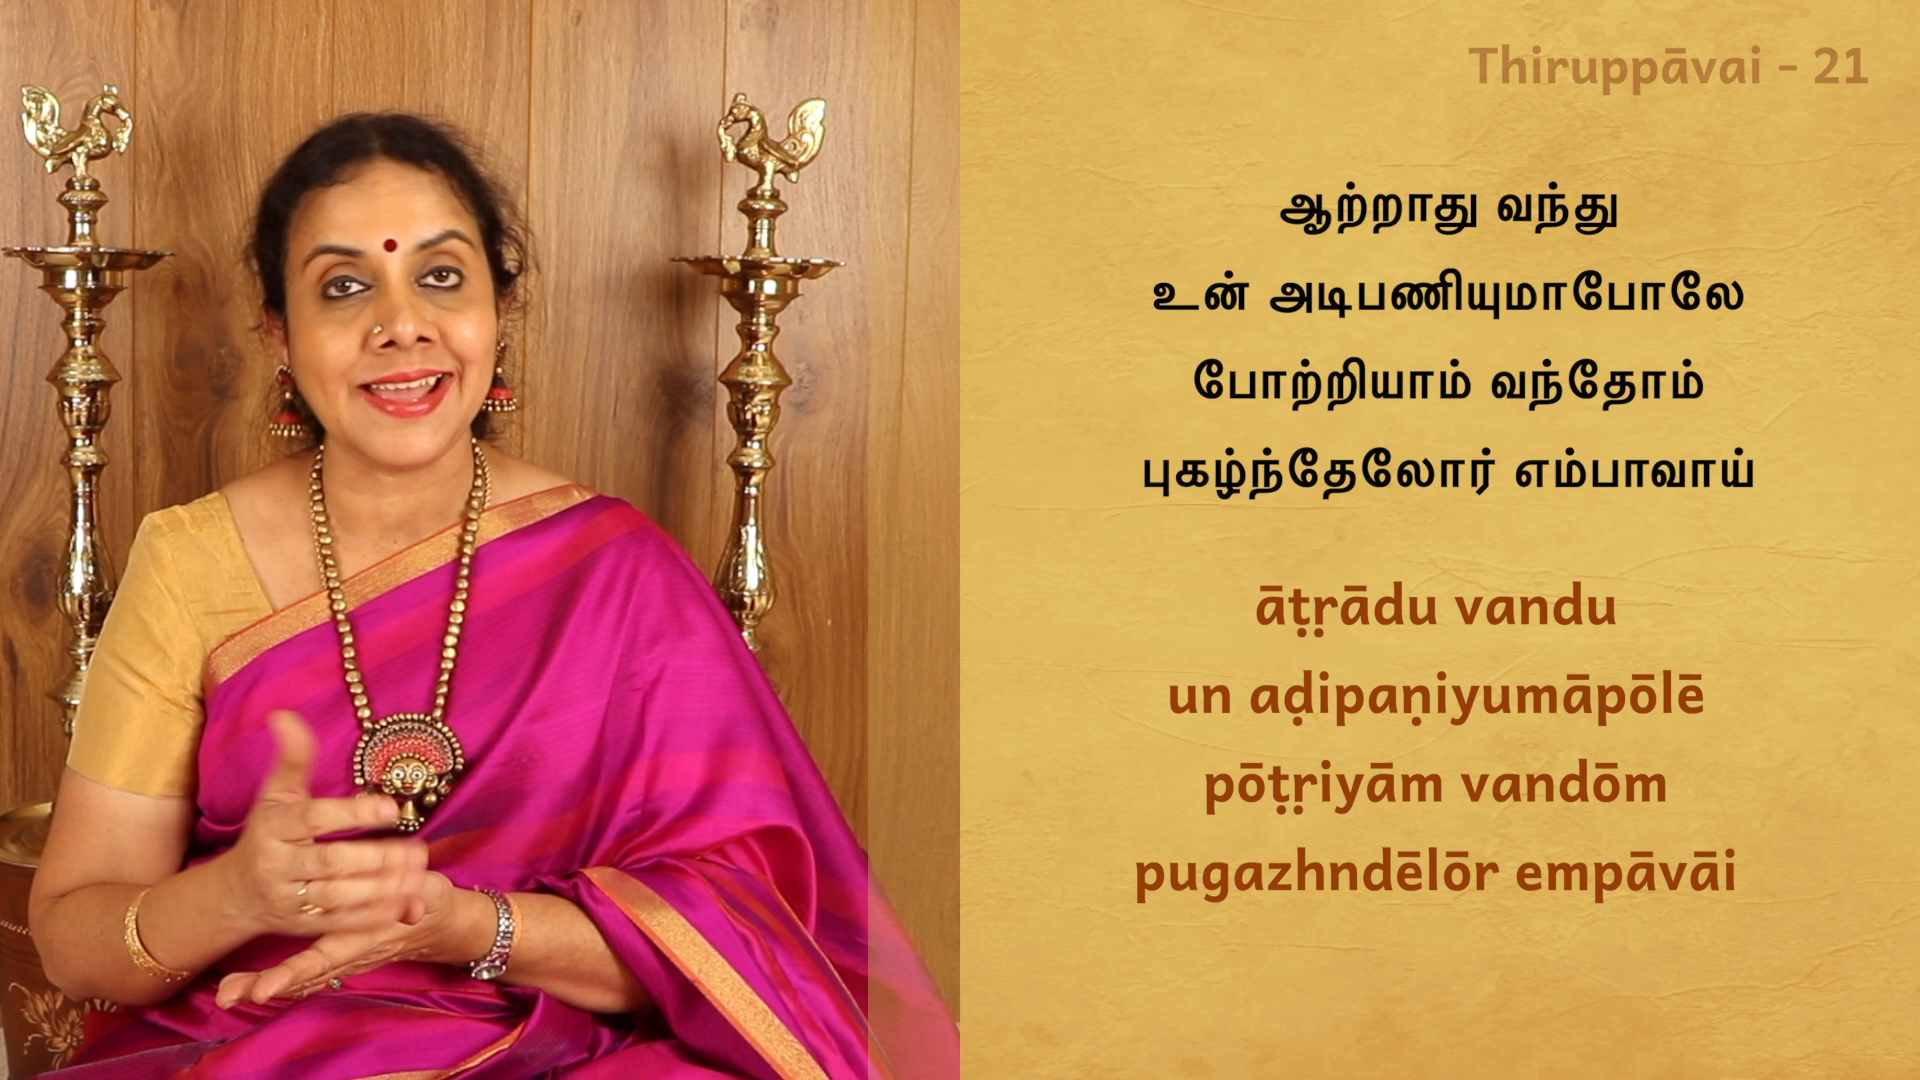 Thiruppāvai - 21
ஆற்றாது வந்து
உன் அடிபணியுமாபோலே
போற்றியாம் வந்தோம்
புகழ்ந்தேலோர் எம்பாவாய்
āṭṛādu vandu
un aḍipaṇiyumāpōlē
pōṭṛiyām vandōm
pugazhndēlōr empāvāi